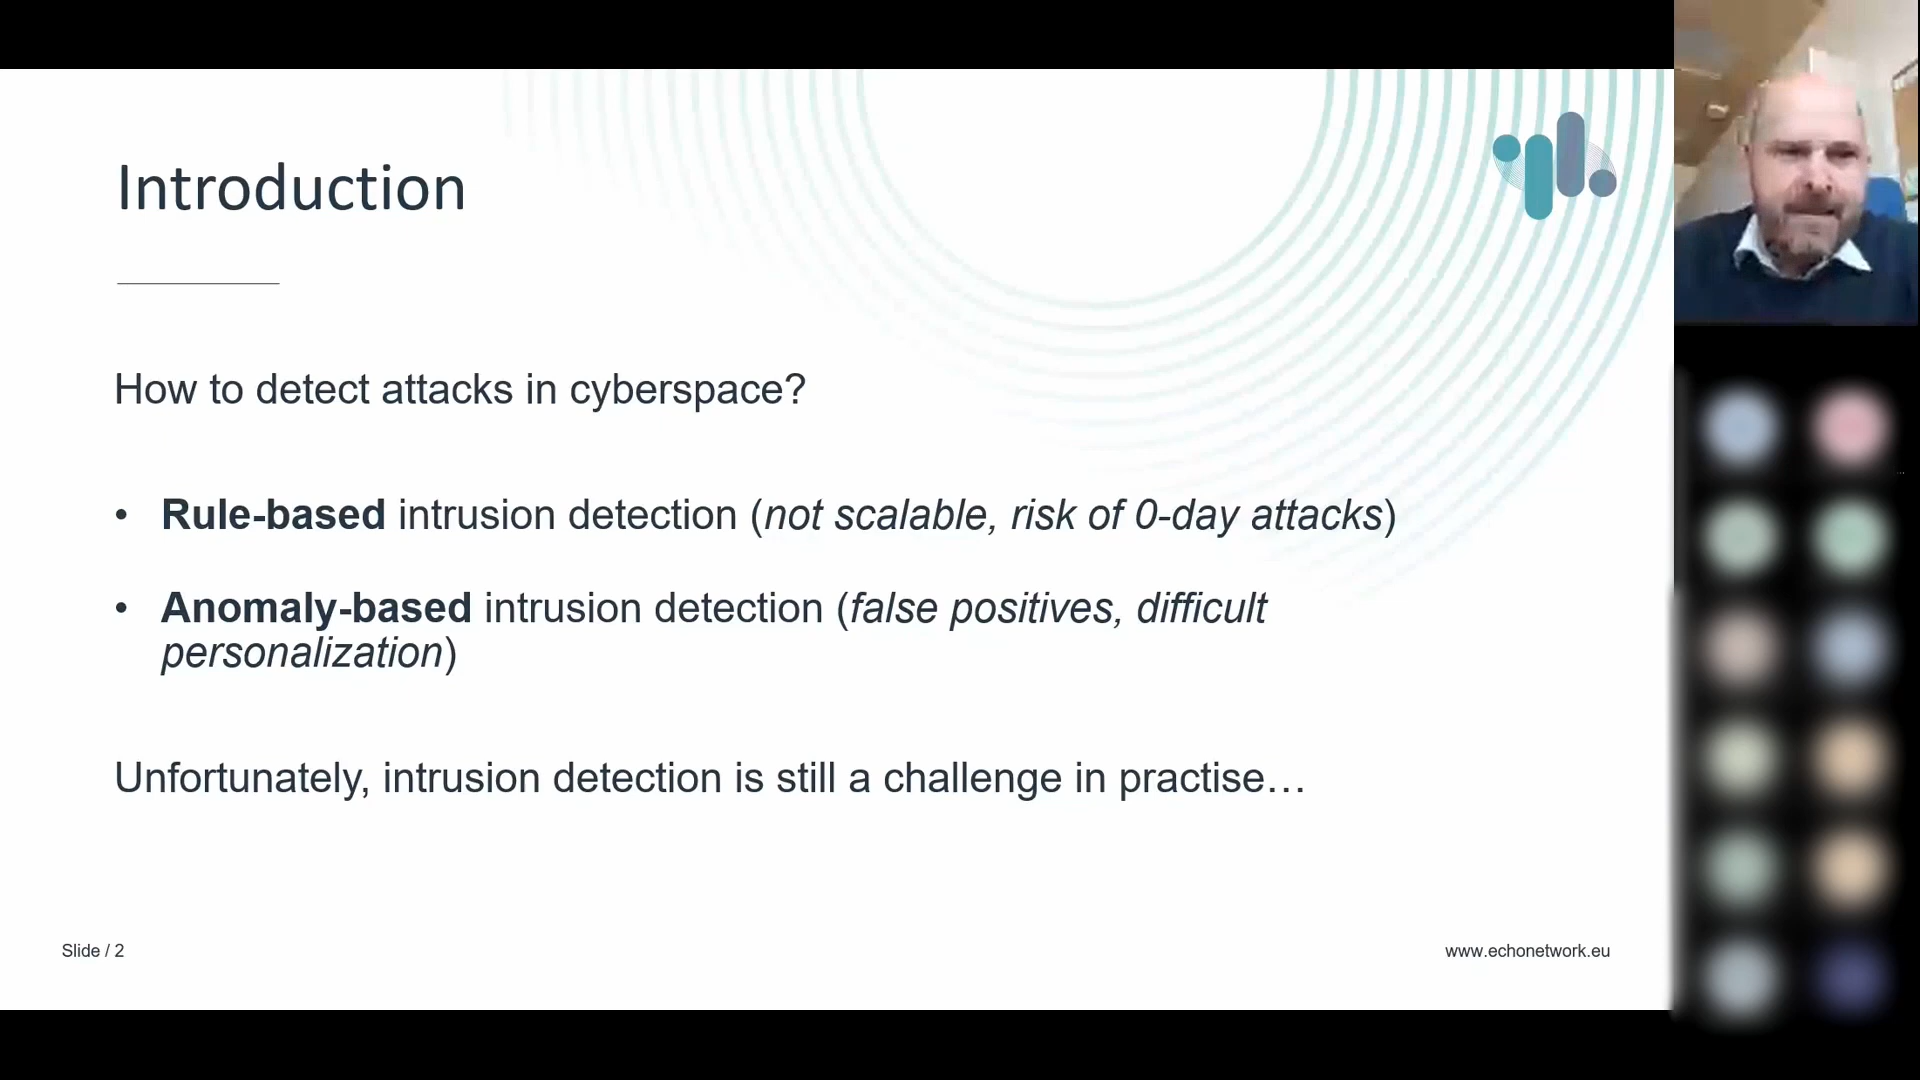 Introduction
How to detect attacks in cyberspace?
• Rule-based intrusion detection (not scalable, risk of 0-day attacks)
• Anomaly-based intrusion detection (false positives, difficult
personalization)
Unfortunately, intrusion detection is still a challenge in practise…
Slide / 2
www.echonetwork.eu